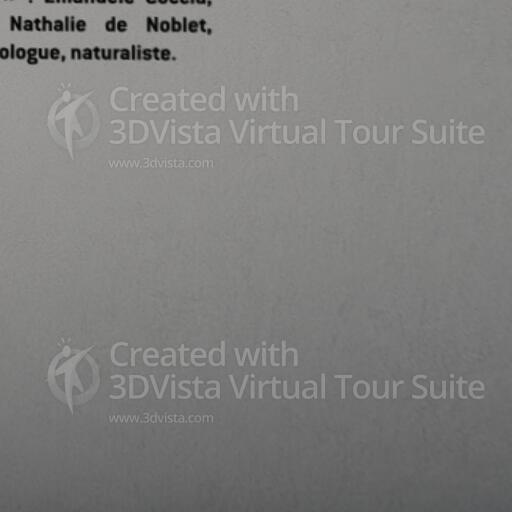 : Emanuele Coccia,
Nathalie de Noblet,
ologue, naturaliste.
Created with
3DVista Virtual Tour Suite
www.3dvista.com
Created with
3DVista Virtual Tour Suite
www.3dvista.com